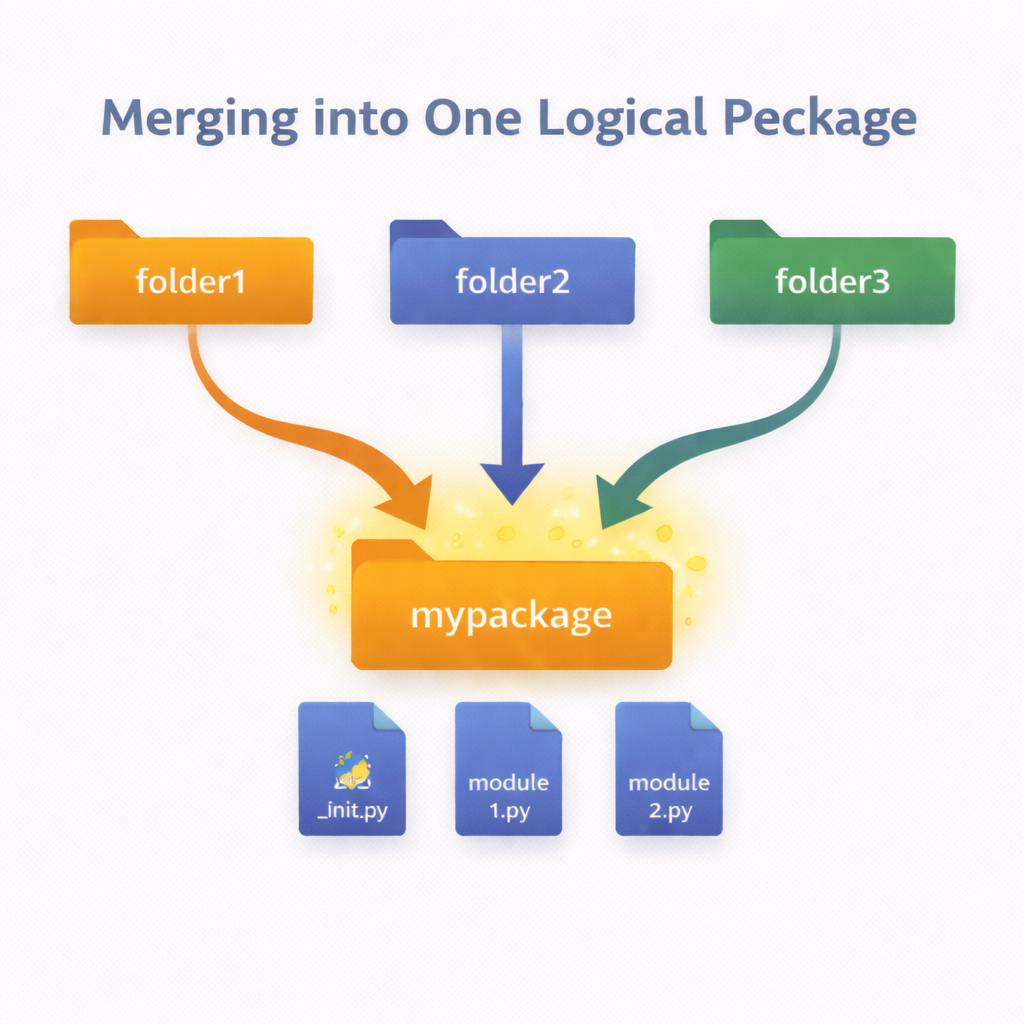 Merging into One Logical Peckage
folder1
folder2
folder3
mypackage
_init.py
module
1.py
module
2.py